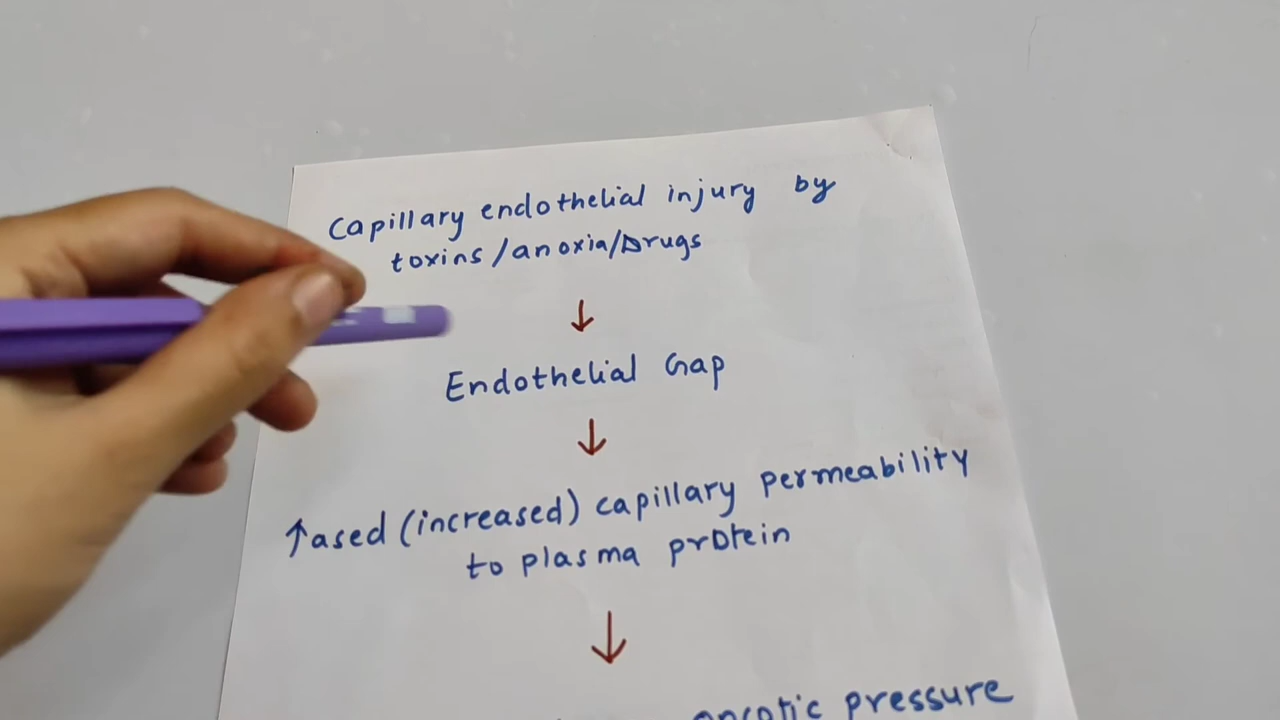 Capillary endothelial injury by
toxins/anoxia/Drugs
↓
Endothelial Gap
↓
↑ased (increased) capillary permeability
to plasma protein
↓
oncotic pressure